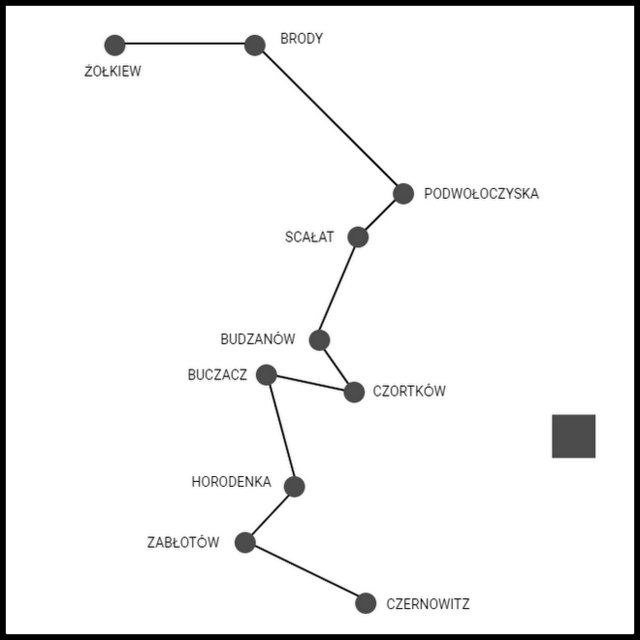 BRODY
ŻOŁKIEW
PODWOŁOCZYSKA
SCAŁAT
BUDZANÓW
BUCZACZ
CZORTKÓW
HORODENKA
ZABŁOTÓW
CZERNOWITZ